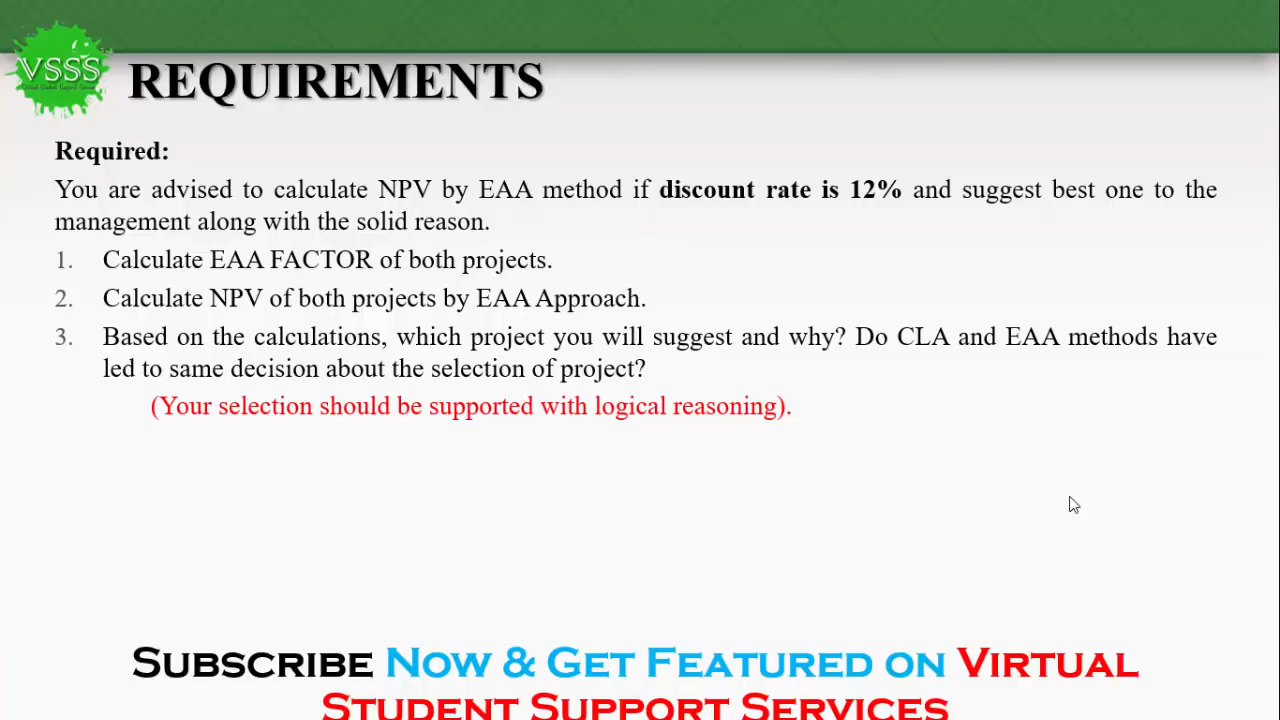 VSSS
REQUIREMENTS
Required:
You are advised to calculate NPV by EAA method if discount rate is 12% and suggest best one to the
management along with the solid reason.
1. Calculate EAA FACTOR of both projects.
2. Calculate NPV of both projects by EAA Approach.
3. Based on the calculations, which project you will suggest and why? Do CLA and EAA methods have
led to same decision about the selection of project?
(Your selection should be supported with logical reasoning).
SUBSCRIBE NOW & GET FEATURED ON VIRTUAL
STUDENT SUPPORT SERVICES